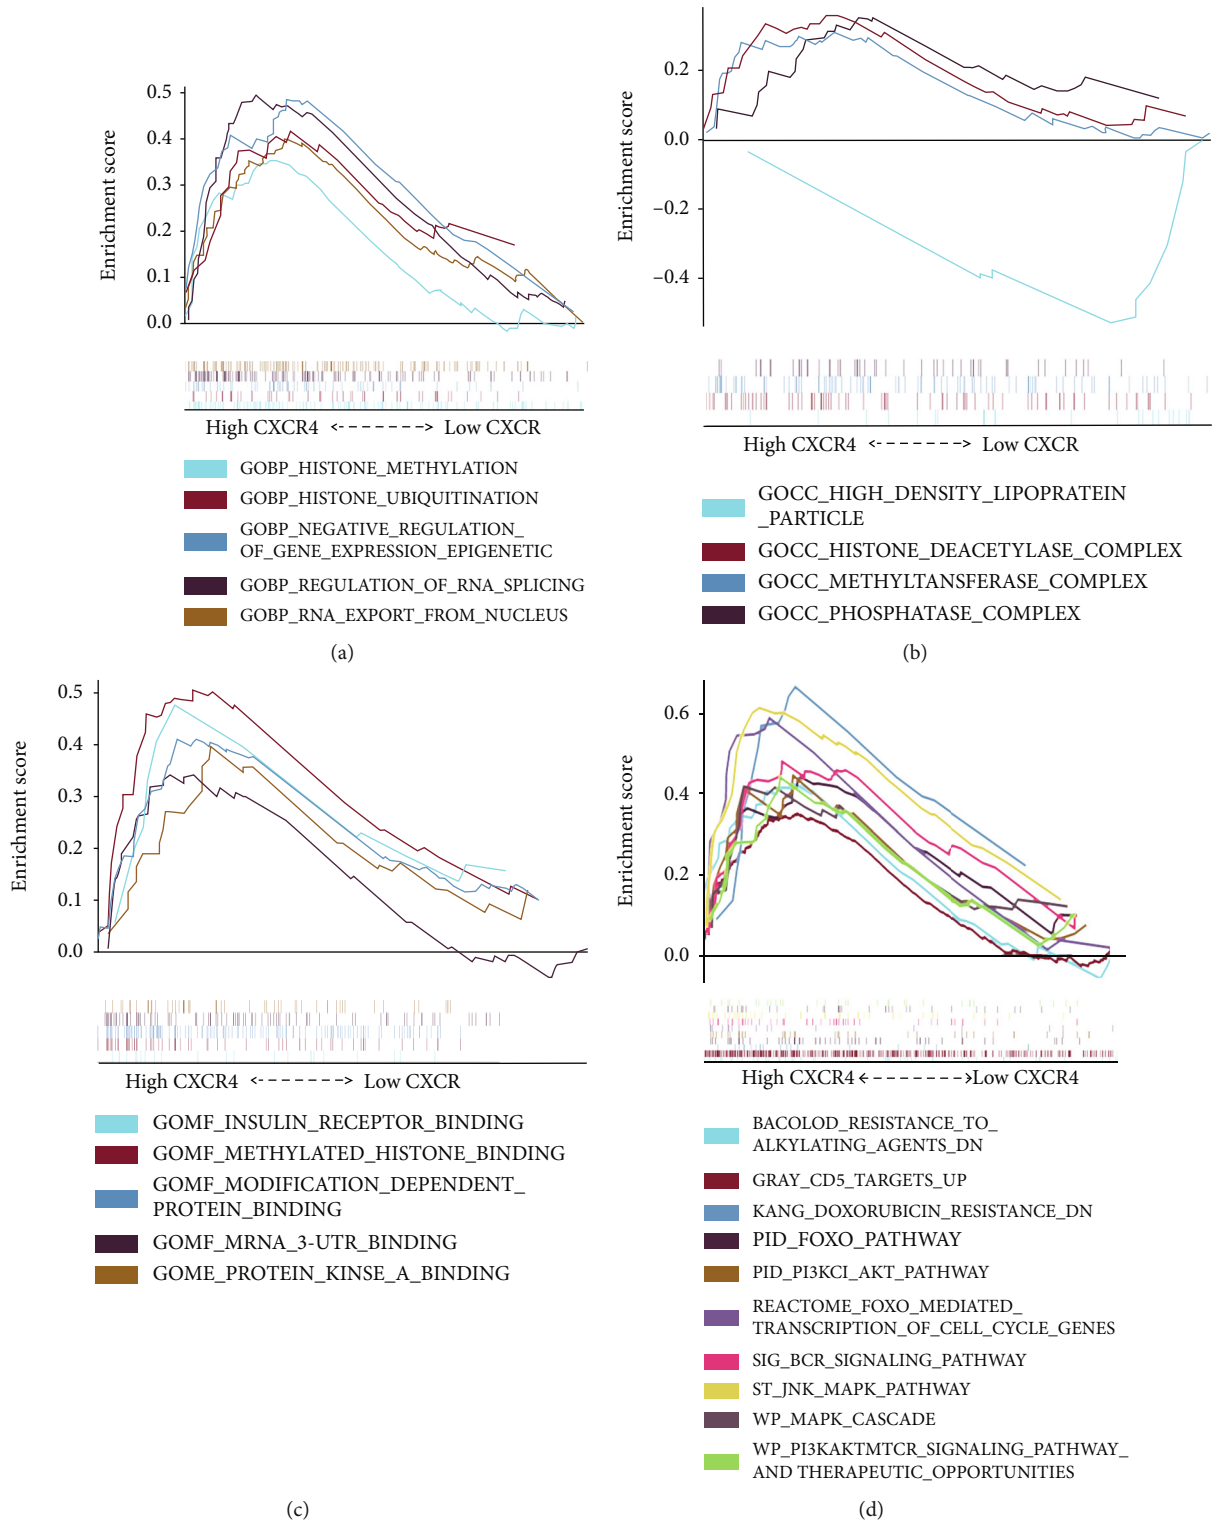 Enrichment score
0.5
0.4
0.3
0.2
0.1
0.0
High CXCR4 <-------> Low CXCR
GOBP_HISTONE_METHYLATION
GOBP_HISTONE_UBIQUITINATION
GOBP_NEGATIVE_REGULATION_
OF_GENE_EXPRESSION_EPIGENETIC
GOBP_REGULATION_OF_RNA_SPLICING
GOBP_RNA_EXPORT_FROM_NUCLEUS
(a)
Enrichment score
0.2
0.0
−0.2
−0.4
High CXCR4 <-------> Low CXCR
GOCC_HIGH_DENSITY_LIPOPRATEIN
_PARTICLE
GOCC_HISTONE_DEACETYLASE_COMPLEX
GOCC_METHYLTANSFERASE_COMPLEX
GOCC_PHOSPHATASE_COMPLEX
(b)
Enrichment score
0.5
0.4
0.3
0.2
0.1
0.0
High CXCR4 <-------> Low CXCR
GOMF_INSULIN_RECEPTOR_BINDING
GOMF_METHYLATED_HISTONE_BINDING
GOMF_MODIFICATION_DEPENDENT_
PROTEIN_BINDING
GOMF_MRNA_3-UTR_BINDING
GOME_PROTEIN_KINSE_A_BINDING
(c)
Enrichment score
0.6
0.4
0.2
0.0
High CXCR4 <-------> Low CXCR4
BACOLOD_RESISTANCE_TO_
ALKYLATING_AGENTS_DN
GRAY_CD5_TARGETS_UP
KANG_DOXORUBICIN_RESISTANCE_DN
PID_FOXO_PATHWAY
PID_PI3KCI_AKT_PATHWAY
REACTOME_FOXO_MEDIATED_
TRANSCRIPTION_OF_CELL_CYCLE_GENES
SIG_BCR_SIGNALING_PATHWAY
ST_JNK_MAPK_PATHWAY
WP_MAPK_CASCADE
WP_PI3KAKTMTCR_SIGNALING_PATHWAY_
AND THERAPEUTIC_OPPORTUNITIES
(d)